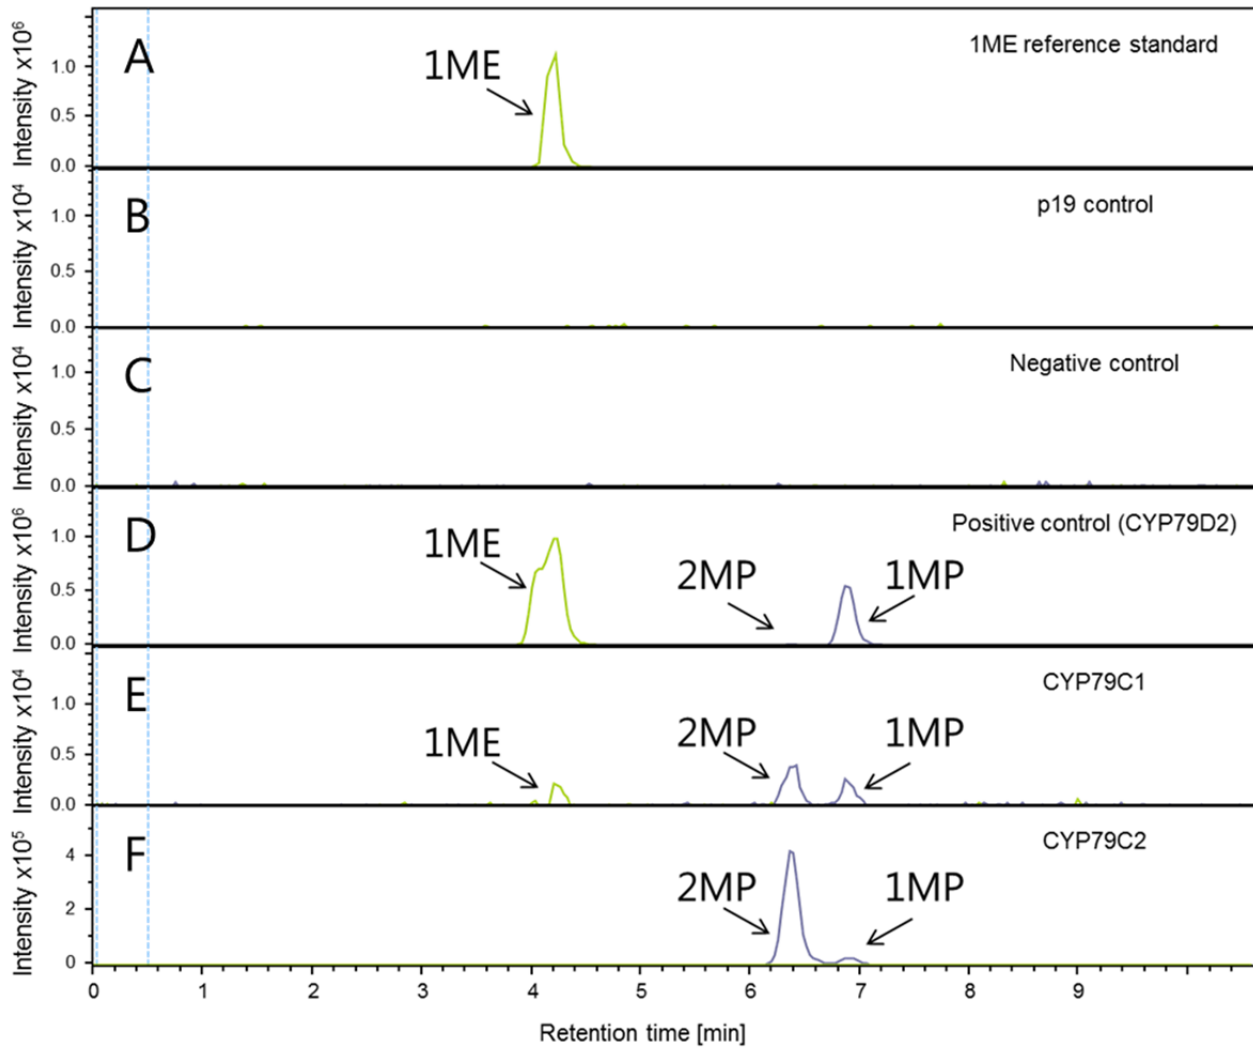 A
1ME
1ME reference standard
Intensity x10⁶
1.0
0.5
0.0
B
p19 control
Intensity x10⁴
1.0
0.5
0.0
C
Negative control
Intensity x10⁴
1.0
0.5
0.0
D
1ME
2MP
1MP
Positive control (CYP79D2)
Intensity x10⁶
1.0
0.5
0.0
E
1ME
2MP
1MP
CYP79C1
Intensity x10⁴
1.0
0.5
0.0
F
2MP
1MP
CYP79C2
Intensity x10⁵
4
2
0
0 1 2 3 4 5 6 7 8 9
Retention time [min]